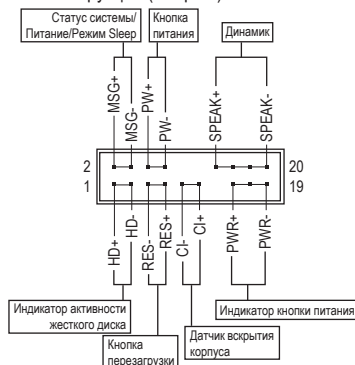 Статус системы/
Питание/Режим Sleep
Кнопка
питания
Динамик
MSG+
MSG-
PW+
PW-
SPEAK+
SPEAK-
2
20
1
19
HD+
HD-
RES-
RES+
CI-
CI+
PWR+
PWR-
Индикатор активности
жесткого диска
Кнопка
перезагрузки
Датчик вскрытия
корпуса
Индикатор кнопки питания